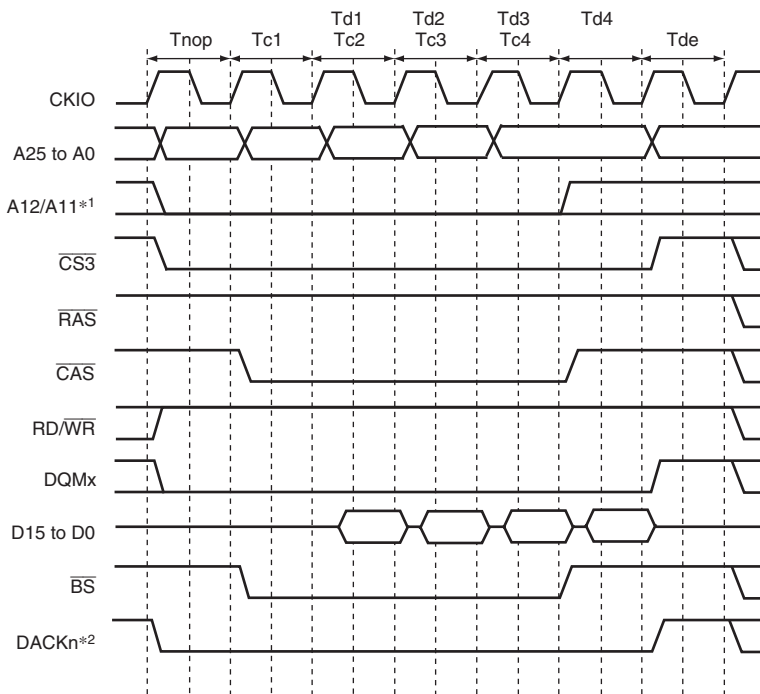 Td1 Td2 Td3 Td4
Tnop Tc1 Tc2 Tc3 Tc4 Tde
CKIO
A25 to A0
A12/A11*1
CS3
RAS
CAS
RD/WR
DQMx
D15 to D0
BS
DACKn*2